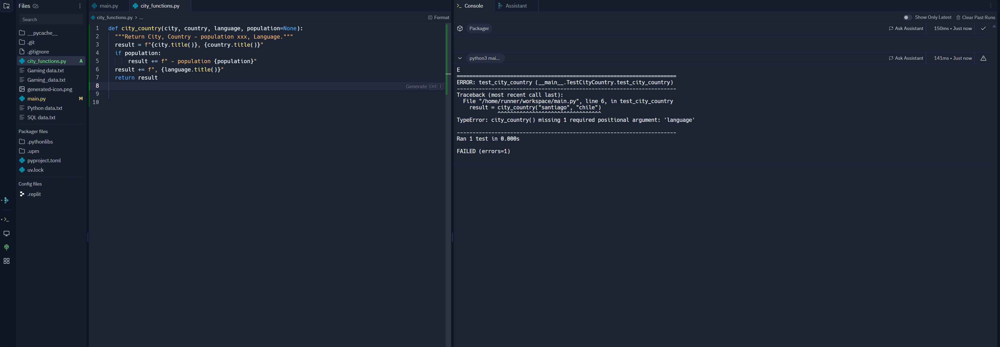 Files
Search
__pycache__
.git
.gitignore
city_functions.py A
Gaming data.txt
Gaming_data.txt
generated-icon.png
main.py M
Python data.txt
SQL data.txt
Packager files
.pythonlibs
.upm
pyproject.toml
uv.lock
Config files
.replit
main.py
city_functions.py
city_functions.py > ...
Format
1 def city_country(city, country, language, population=None):
2 """Return City, Country - population xxx, Language."""
3 result = f"{city.title()}, {country.title()}"
4 if population:
5 result += f" - population {population}"
6 result += f", {language.title()}"
7 return result
8 Generate Ctrl I
9
10
Console
Assistant
Show Only Latest
Clear Past Runs
Packager
Ask Assistant
150ms • Just now
python3 mai...
Ask Assistant
141ms • Just now
E
======================================================================
ERROR: test_city_country (__main__.TestCityCountry.test_city_country)
----------------------------------------------------------------------
Traceback (most recent call last):
File "/home/runner/workspace/main.py", line 6, in test_city_country
result = city_country("santiago", "chile")
^^^^^^^^^^^^^^^^^^^^^^^^^^^^^^^^^
TypeError: city_country() missing 1 required positional argument: 'language'
----------------------------------------------------------------------
Ran 1 test in 0.000s
FAILED (errors=1)